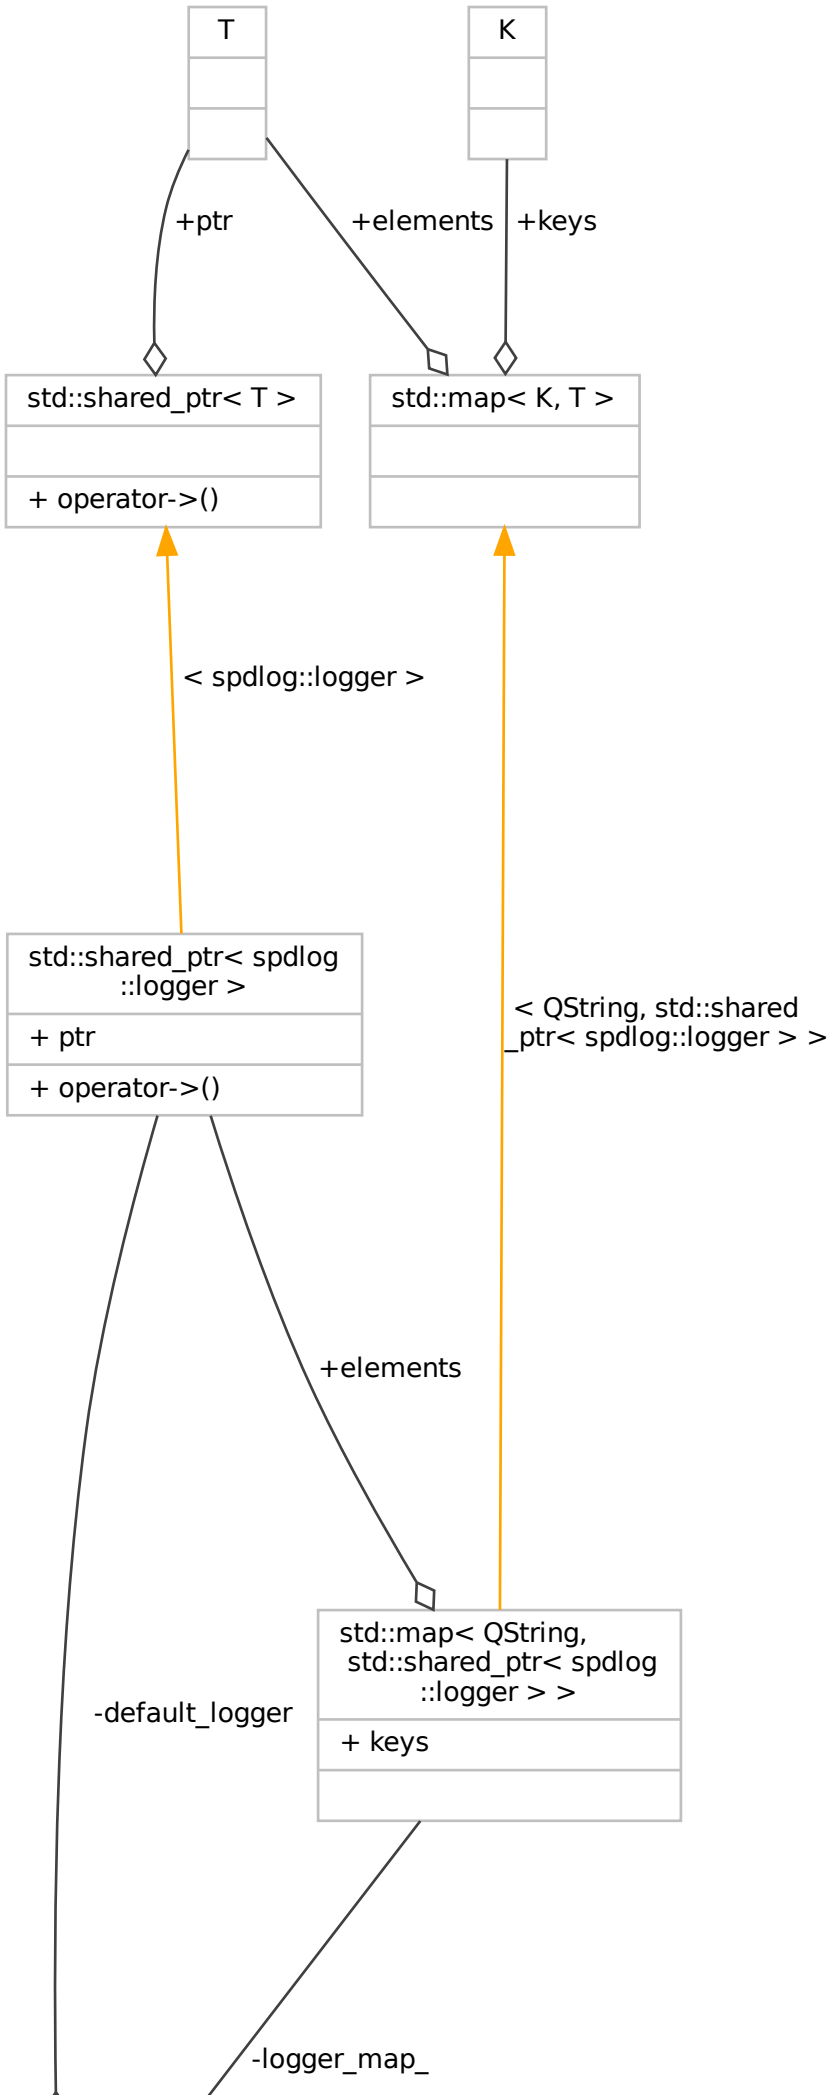 T
K
+ptr
+elements
+keys
std::shared_ptr< T >
+ operator->()
std::map< K, T >
< spdlog::logger >
std::shared_ptr< spdlog
::logger >
+ ptr
+ operator->()
< QString, std::shared
_ptr< spdlog::logger > >
+elements
std::map< QString,
std::shared_ptr< spdlog
::logger > >
+ keys
-default_logger
-logger_map_